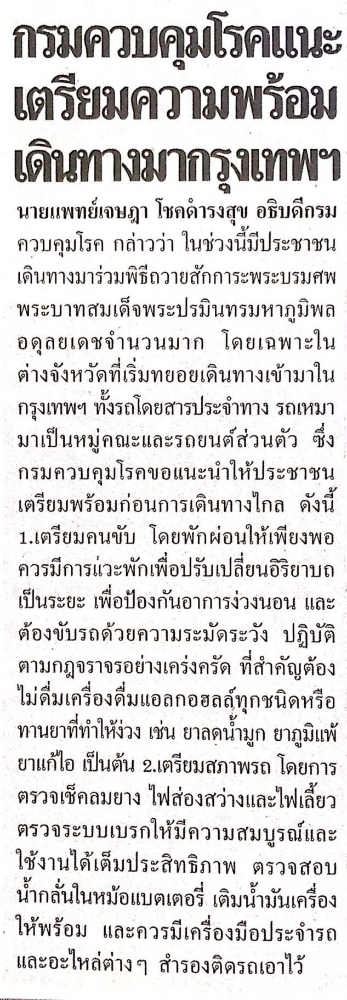 กรมควบคุมโรคแนะ
เตรียมความพร้อม
เดินทางมากรุงเทพฯ
นายแพทย์เจษฎา โชคดำรงสุข อธิบดีกรม
ควบคุมโรค กล่าวว่า ในช่วงนี้มีประชาชน
เดินทางมาร่วมพิธีถวายสักการะพระบรมศพ
พระบาทสมเด็จพระปรมินทรมหาภูมิพล
อดุลยเดชจำนวนมาก โดยเฉพาะใน
ต่างจังหวัดที่เริ่มทยอยเดินทางเข้ามาใน
กรุงเทพฯ ทั้งรถโดยสารประจำทาง รถเหมา
มาเป็นหมู่คณะและรถยนต์ส่วนตัว ซึ่ง
กรมควบคุมโรคขอแนะนำให้ประชาชน
เตรียมพร้อมก่อนการเดินทางไกล ดังนี้
1.เตรียมคนขับ โดยพักผ่อนให้เพียงพอ
ควรมีการแวะพักเพื่อปรับเปลี่ยนอิริยาบถ
เป็นระยะ เพื่อป้องกันอาการง่วงนอน และ
ต้องขับรถด้วยความระมัดระวัง ปฏิบัติ
ตามกฎจราจรอย่างเคร่งครัด ที่สำคัญต้อง
ไม่ดื่มเครื่องดื่มแอลกอฮอลล์ทุกชนิดหรือ
ทานยาที่ทำให้ง่วง เช่น ยาลดน้ำมูก ยาภูมิแพ้
ยาแก้ไอ เป็นต้น 2.เตรียมสภาพรถ โดยการ
ตรวจเช็คลมยาง ไฟส่องสว่างและไฟเลี้ยว
ตรวจระบบเบรกให้มีความสมบูรณ์และ
ใช้งานได้เต็มประสิทธิภาพ ตรวจสอบ
น้ำกลั่นในหม้อแบตเตอรี่ เติมน้ำมันเครื่อง
ให้พร้อม และควรมีเครื่องมือประจำรถ
และอะไหล่ต่างๆ สำรองติดรถเอาไว้